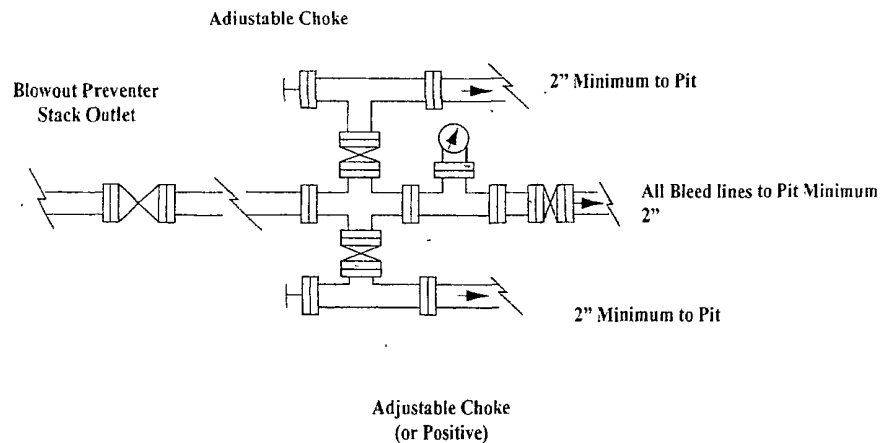 Adjustable Choke
Blowout Preventer
Stack Outlet
2" Minimum to Pit
All Bleed lines to Pit Minimum
2"
2" Minimum to Pit
Adjustable Choke
(or Positive)